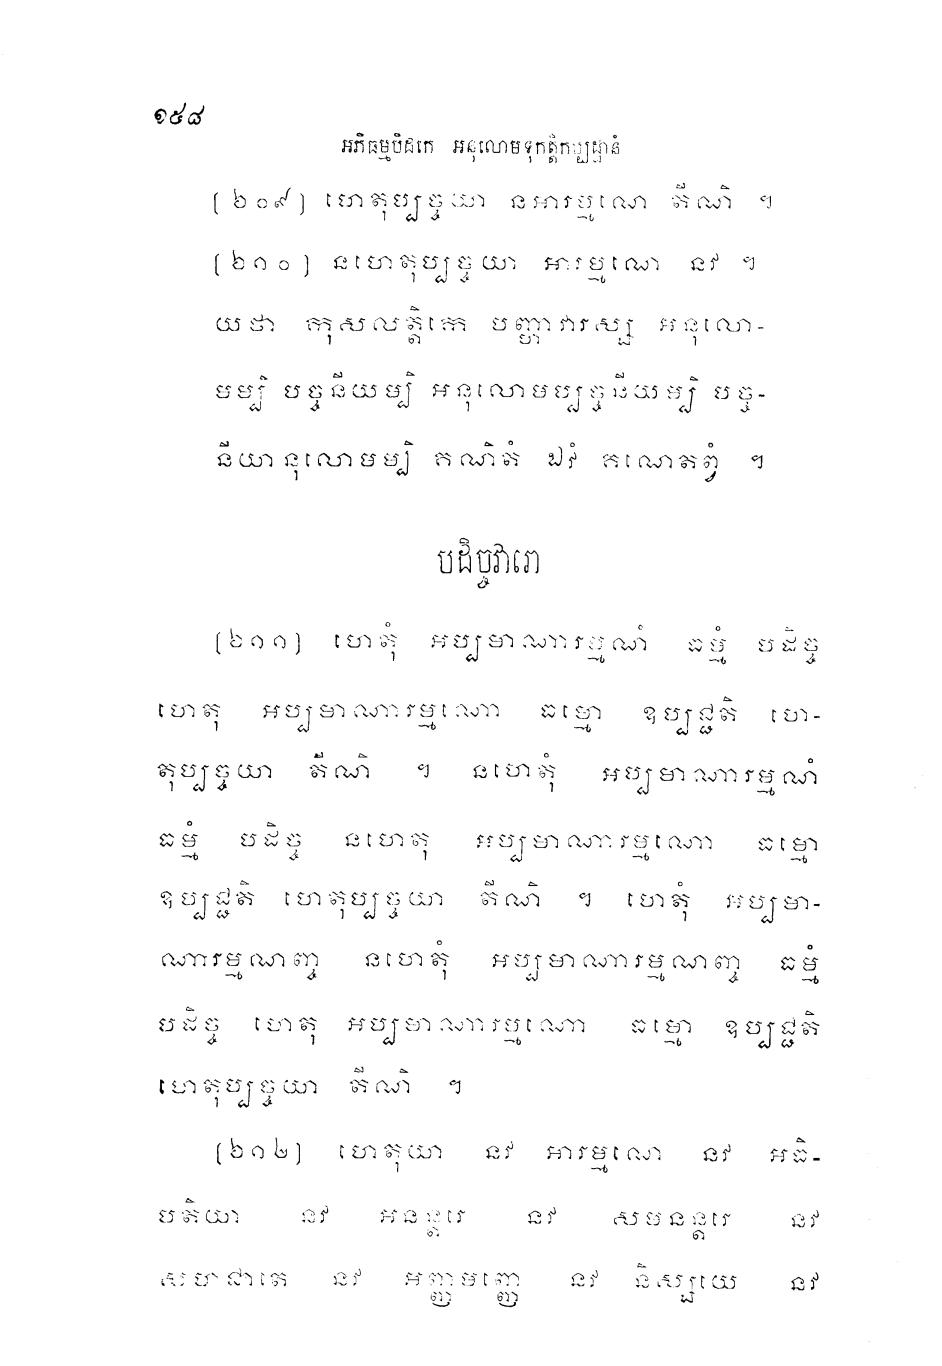 ១៥៨
អភិធម្មបិដកេ អនុលោមទុកត្តិកប្បដ្ឋានំ
[២០៩] ហេតុប្បច្ចយា នអារម្មណេ តីណិ ។
[២១០] នហេតុប្បច្ចយា អារម្មណេ នវ ។
យថា កុសលត្តិកេ បញ្ហាវារស្ស អនុលោ-
មម្បិ បច្ចនីយម្បិ អនុលោមប្បច្ចនីយម្បិ បច្ច-
នីយានុលោមម្បិ គណិតំ ឯវំ គណេតព្វំ ។
បដិច្ចវារោ
[២១១] ហេតុំ អប្បមាណារម្មណំ ធម្មំ បដិច្ច
ហេតុ អប្បមាណារម្មណោ ធម្មោ ឧប្បជ្ជតិ ហេ-
តុប្បច្ចយា តីណិ ។ នហេតុំ អប្បមាណារម្មណំ
ធម្មំ បដិច្ច នហេតុ អប្បមាណារម្មណោ ធម្មោ
ឧប្បជ្ជតិ ហេតុប្បច្ចយា តីណិ ។ ហេតុំ អប្បមា-
ណារម្មណញ្ច នហេតុំ អប្បមាណារម្មណញ្ច ធម្មំ
បដិច្ច ហេតុ អប្បមាណារម្មណោ ធម្មោ ឧប្បជ្ជតិ
ហេតុប្បច្ចយា តីណិ ។
[២១២] ហេតុយា នវ អារម្មណេ នវ អធិ-
បតិយា នវ អនន្តរេ នវ សមនន្តរេ នវ
សហជាតេ នវ អញ្ញមញ្ញេ នវ និស្សយេ នវ